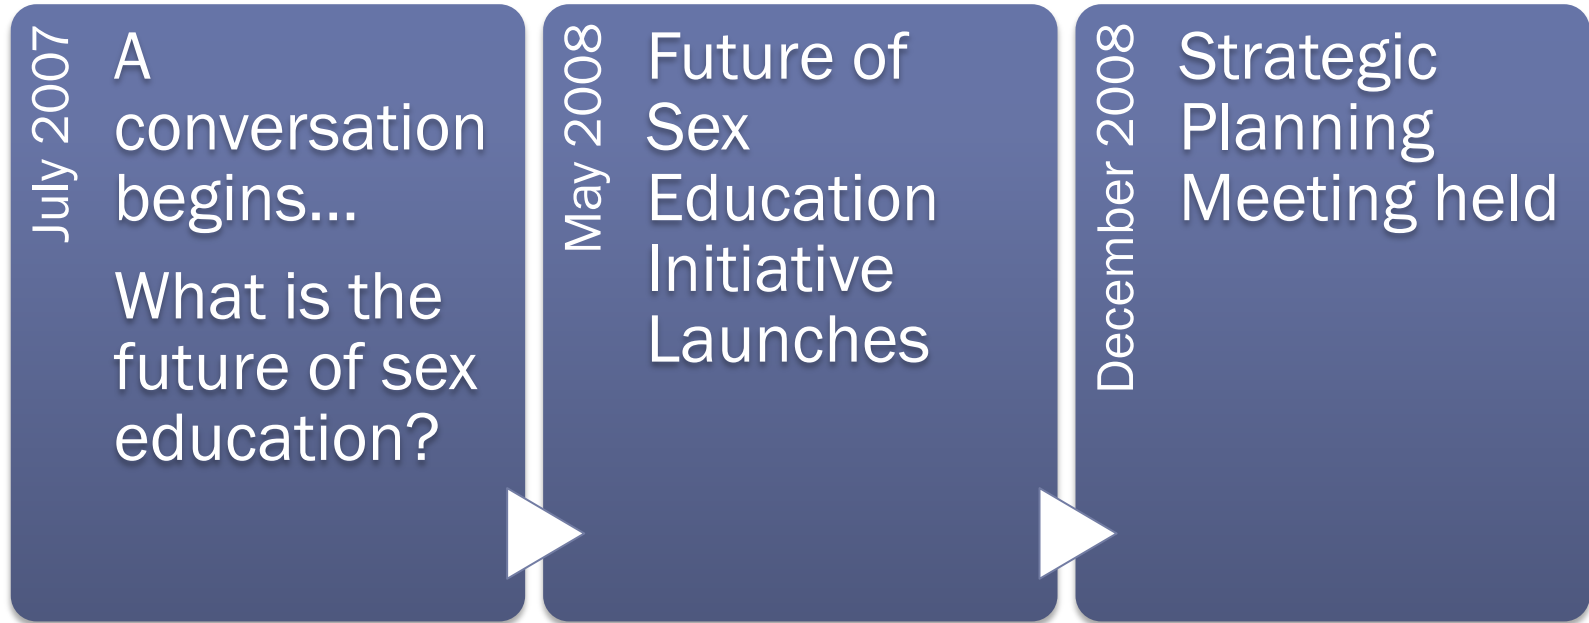 July 2007
A
conversation
begins...
What is the
future of sex
education?
May 2008
Future of
Sex
Education
Initiative
Launches
December 2008
Strategic
Planning
Meeting held